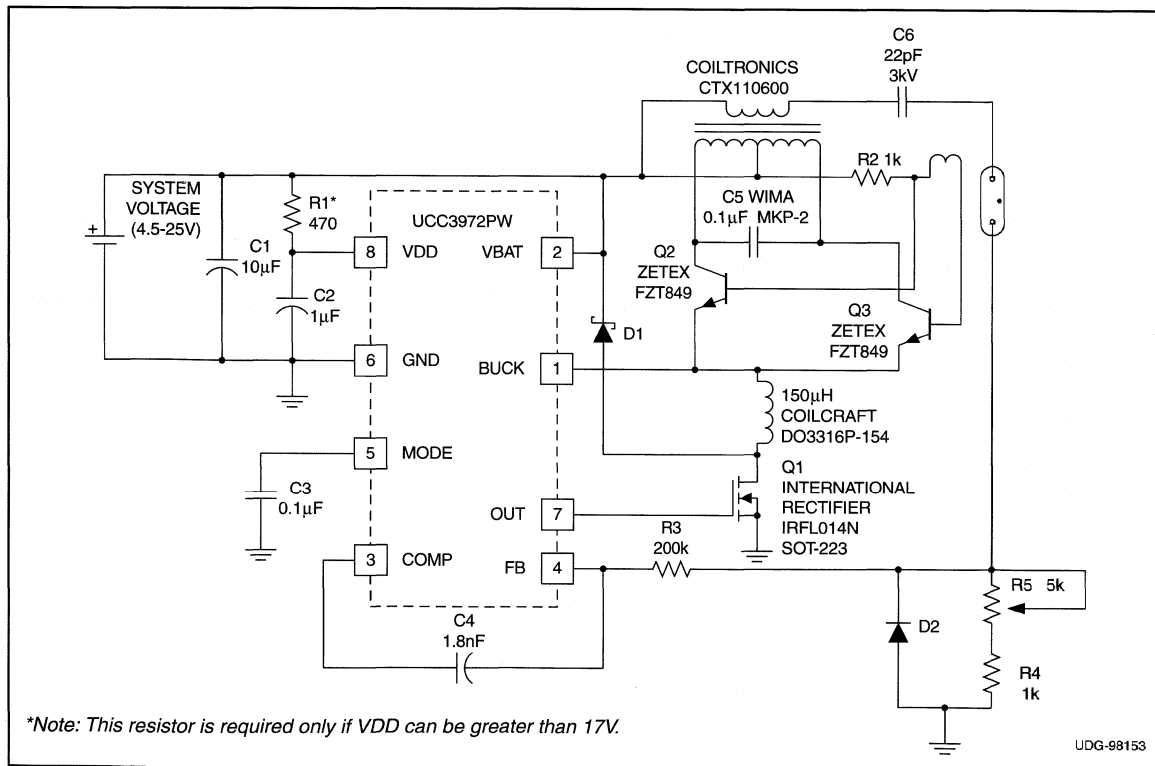 C6
22pF
3kV
COILTRONICS
CTX110600
R2 1k
SYSTEM
VOLTAGE
(4.5-25V)
+
R1*
470
UCC3972PW
C5 WIMA
0.1µF MKP-2
8 VDD
VBAT 2
C1
10µF
C2
1µF
Q2
ZETEX
FZT849
Q3
ZETEX
FZT849
D1
6 GND
BUCK 1
150µH
COILCRAFT
DO3316P-154
5 MODE
C3
0.1µF
Q1
INTERNATIONAL
RECTIFIER
IRFL014N
SOT-223
OUT 7
R3
200k
3 COMP
FB 4
R5 5k
C4
1.8nF
D2
R4
1k
*Note: This resistor is required only if VDD can be greater than 17V.
UDG-98153